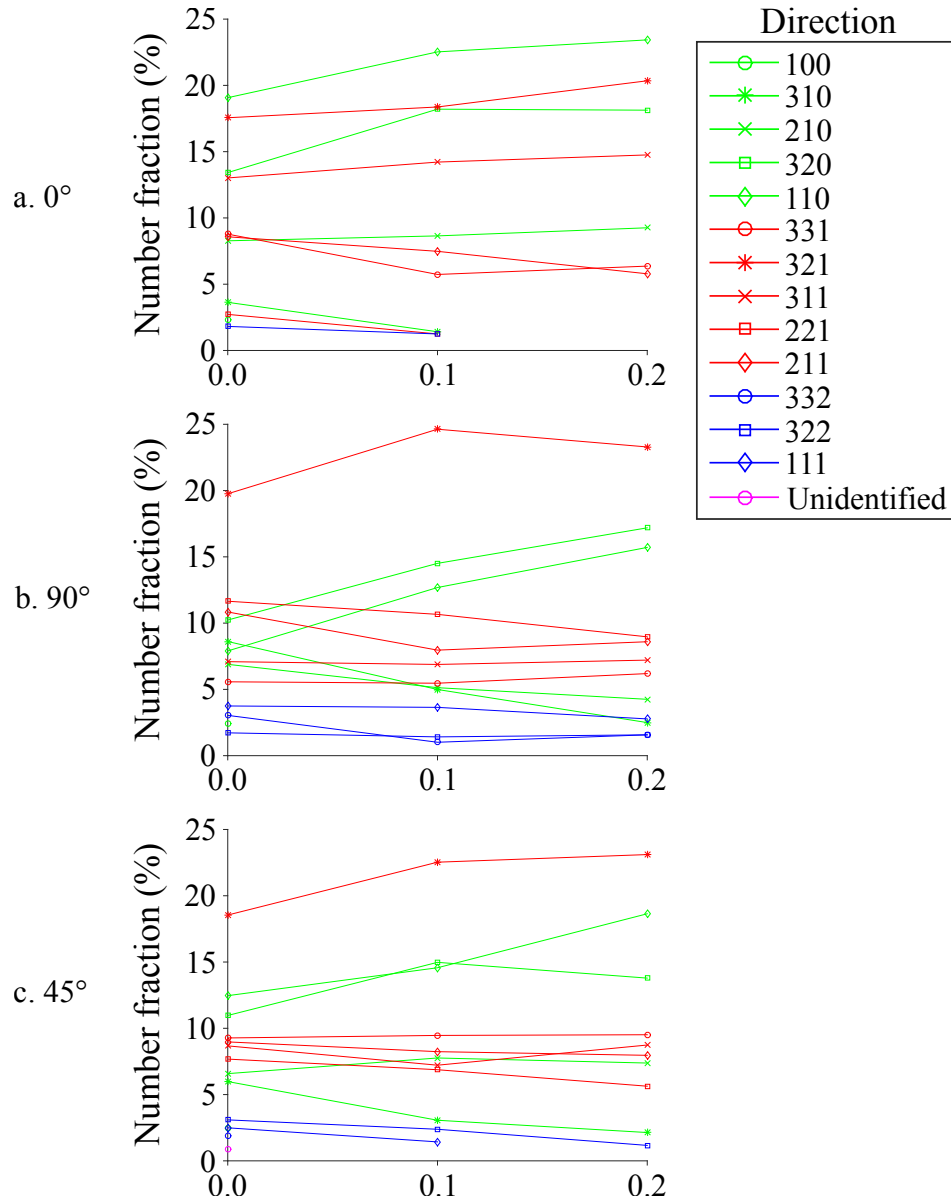 Direction
100
310
210
320
110
331
321
311
221
211
332
322
111
Unidentified
a. 0°
Number fraction (%)
25
20
15
10
5
0
0.0 0.1 0.2
b. 90°
Number fraction (%)
25
20
15
10
5
0
0.0 0.1 0.2
c. 45°
Number fraction (%)
25
20
15
10
5
0
0.0 0.1 0.2